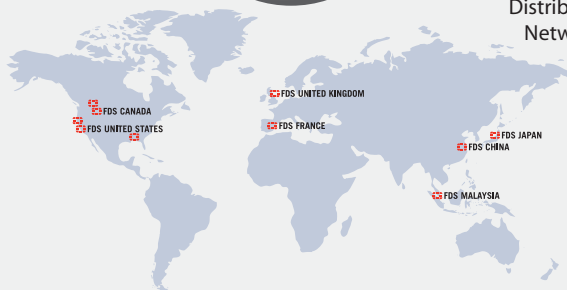 Distrib
Netw
FDS UNITED KINGDOM
FDS CANADA
FDS UNITED STATES
FDS FRANCE
FDS JAPAN
FDS CHINA
FDS MALAYSIA